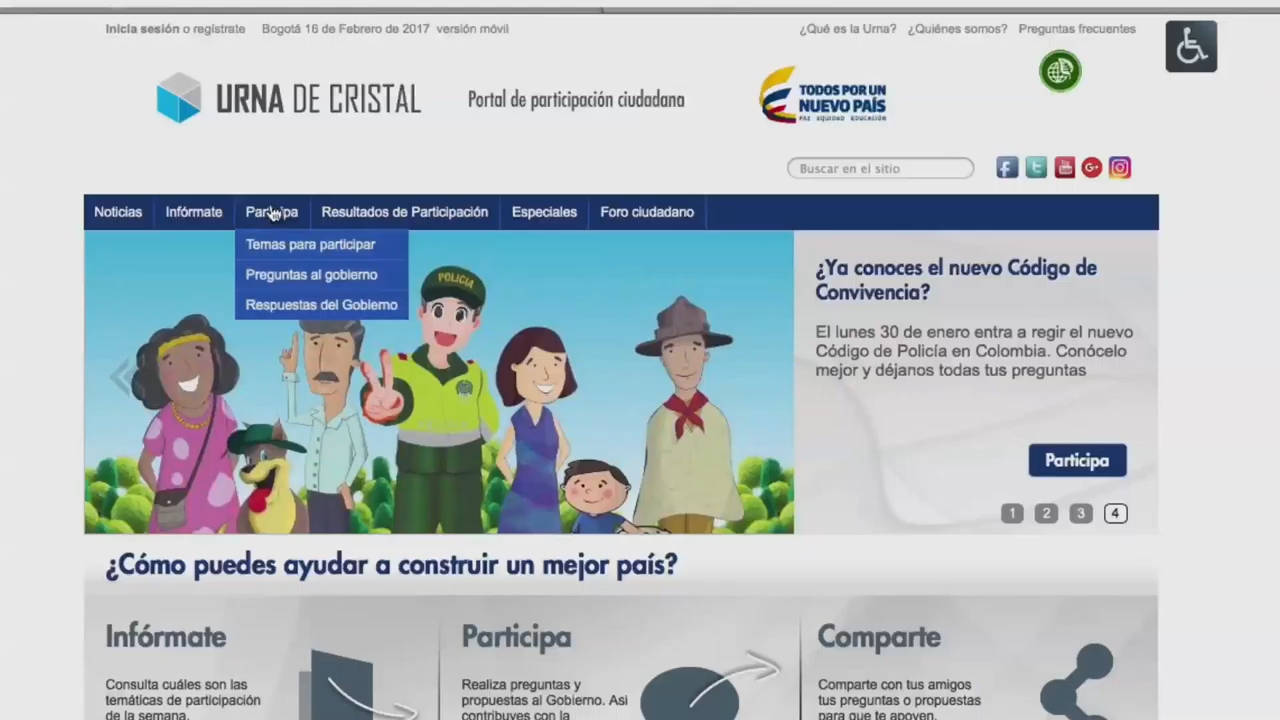 Inicia sesión o regístrate
Bogotá 16 de Febrero de 2017 versión móvil
¿Qué es la Urna? ¿Quiénes somos? Preguntas frecuentes
URNA DE CRISTAL
Portal de participación ciudadana
TODOS POR UN
NUEVO PAÍS
PAZ EQUIDAD EDUCACIÓN
Buscar en el sitio
Noticias
Infórmate
Participa
Resultados de Participación
Especiales
Foro ciudadano
Temas para participar
Preguntas al gobierno
Respuestas del Gobierno
POLICIA
¿Ya conoces el nuevo Código de
Convivencia?
El lunes 30 de enero entra a regir el nuevo
Código de Policía en Colombia. Conócelo
mejor y déjanos todas tus preguntas
Participa
1 2 3 4
¿Cómo puedes ayudar a construir un mejor país?
Infórmate
Consulta cuáles son las
temáticas de participación
de la semana.
Participa
Realiza preguntas y
propuestas al Gobierno. Asi
contribuyes con la
Comparte
Comparte con tus amigos
tus preguntas o propuestas
para que te apoyen.